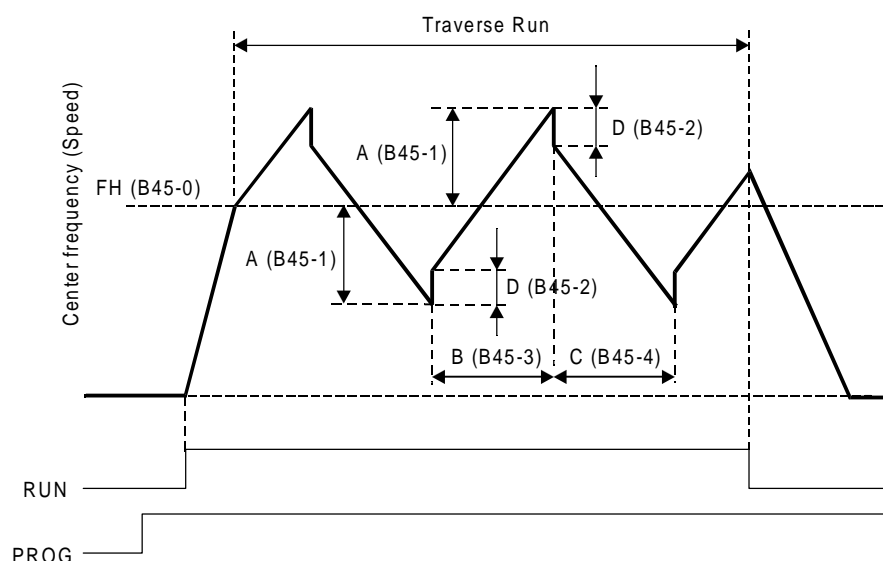 Traverse Run
Center frequency (Speed)
A (B45-1)
D (B45-2)
FH (B45-0)
A (B45-1)
D (B45-2)
B (B45-3)
C (B45-4)
RUN
PROG